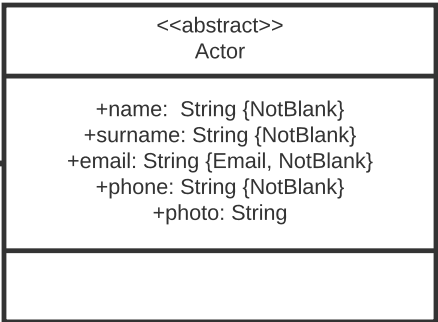 <<abstract>>
Actor
+name:  String {NotBlank}
+surname: String {NotBlank}
+email: String {Email, NotBlank}
+phone: String {NotBlank}
+photo: String